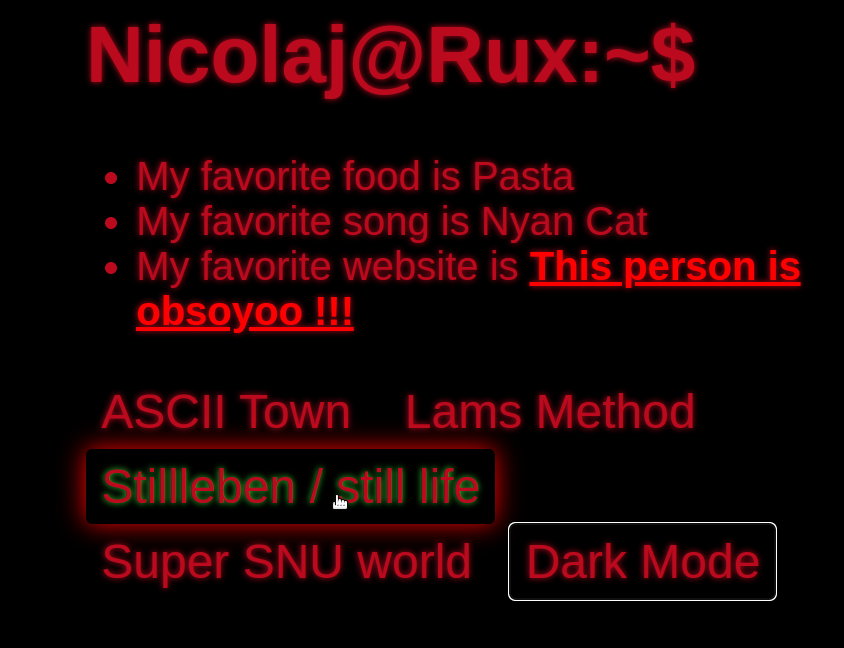 Nicolaj@Rux:~$
My favorite food is Pasta
My favorite song is Nyan Cat
My favorite website is This person is
obsoyoo !!!
ASCII Town Lams Method
Stillleben / still life
Super SNU world Dark Mode